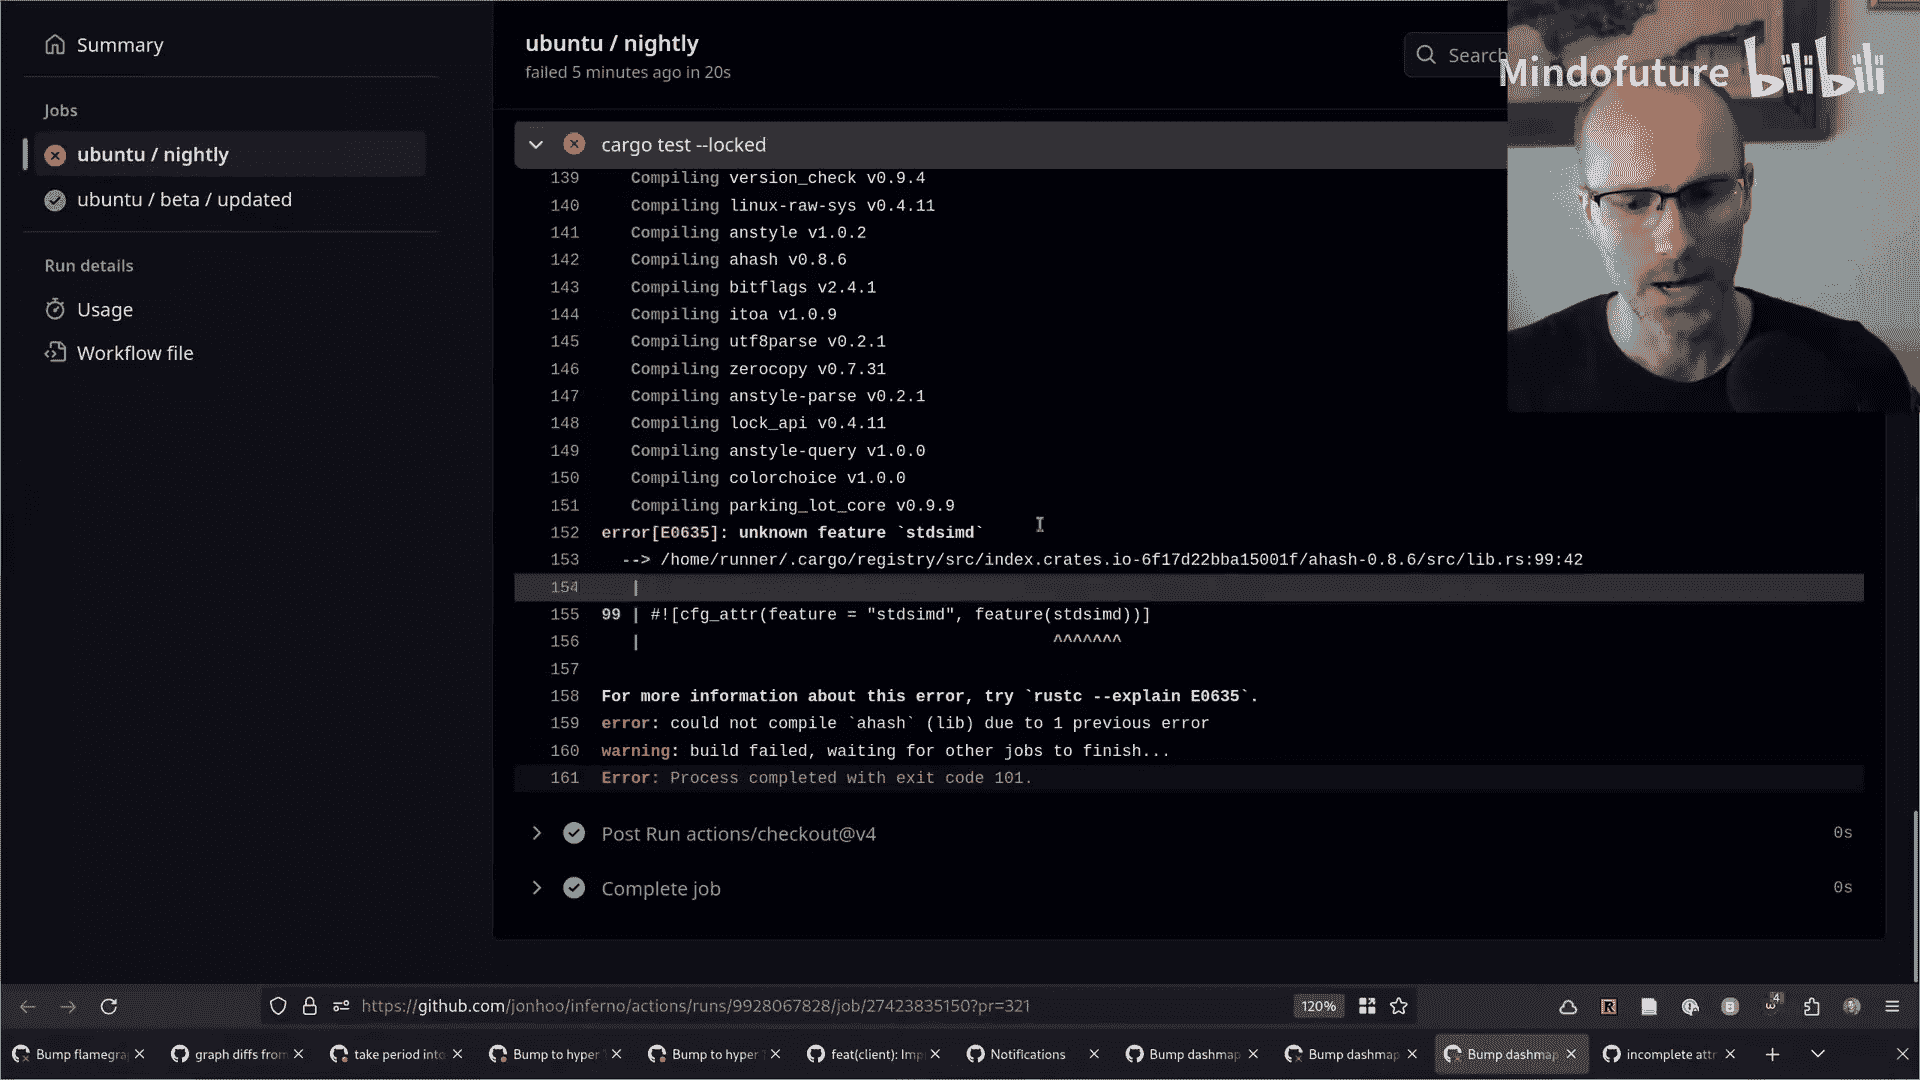 Summary
Jobs
ubuntu / nightly
ubuntu / beta / updated
Run details
Usage
Workflow file
ubuntu / nightly
failed 5 minutes ago in 20s
Search
Mindofuture bilibili
cargo test --locked
139 Compiling version_check v0.9.4
140 Compiling linux-raw-sys v0.4.11
141 Compiling anstyle v1.0.2
142 Compiling ahash v0.8.6
143 Compiling bitflags v2.4.1
144 Compiling itoa v1.0.9
145 Compiling utf8parse v0.2.1
146 Compiling zerocopy v0.7.31
147 Compiling anstyle-parse v0.2.1
148 Compiling lock_api v0.4.11
149 Compiling anstyle-query v1.0.0
150 Compiling colorchoice v1.0.0
151 Compiling parking_lot_core v0.9.9
152 error[E0635]: unknown feature `stdsimd`
153 --> /home/runner/.cargo/registry/src/index.crates.io-6f17d22bba15001f/ahash-0.8.6/src/lib.rs:99:42
154 |
155 99 | #![cfg_attr(feature = "stdsimd", feature(stdsimd))]
156 | ^^^^^^^
157
158 For more information about this error, try `rustc --explain E0635`.
159 error: could not compile `ahash` (lib) due to 1 previous error
160 warning: build failed, waiting for other jobs to finish...
161 Error: Process completed with exit code 101.
Post Run actions/checkout@v4 0s
Complete job 0s
https://github.com/jonhoo/inferno/actions/runs/9928067828/job/27423835150?pr=321
120%
4
Bump flamegra
graph diffs from
take period into
Bump to hyper
Bump to hyper
feat(client): Imp
Notifications
Bump dashmap
Bump dashmap
Bump dashmap
incomplete attr